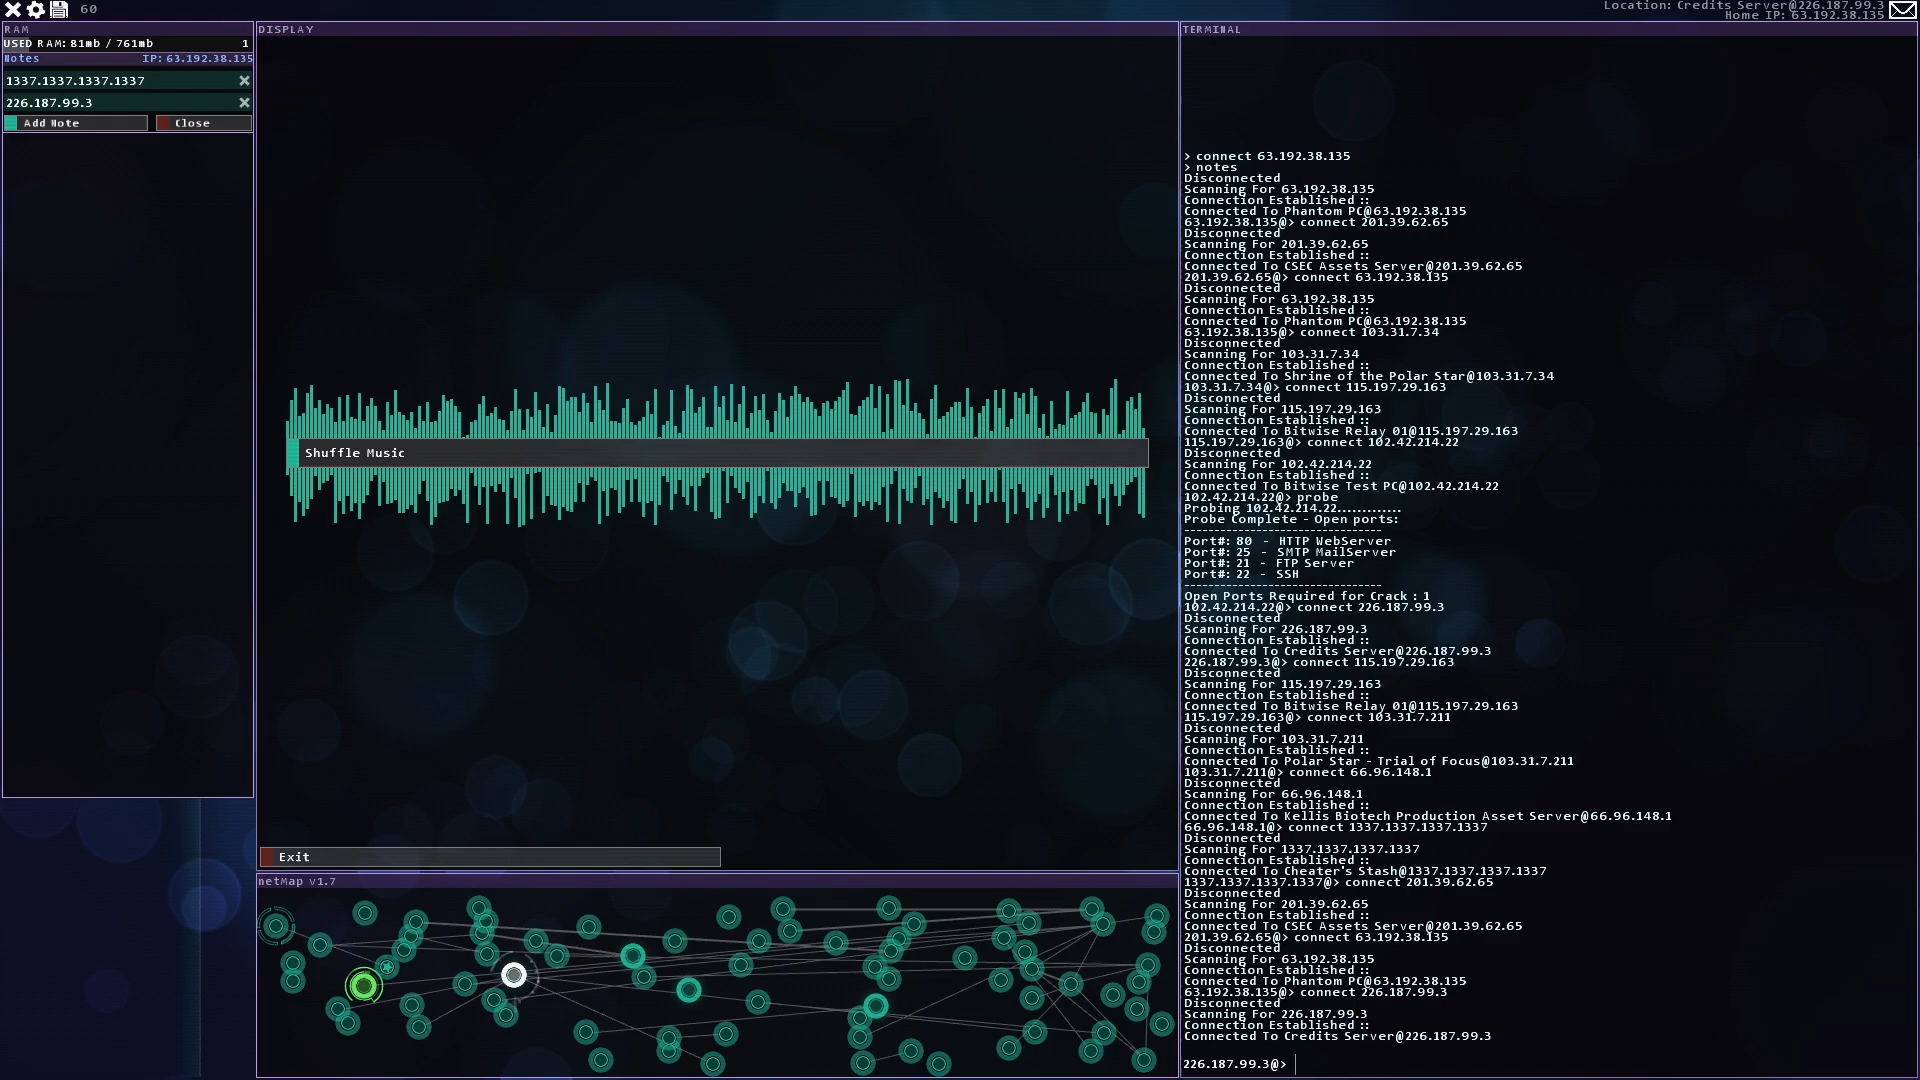 60
Location: Credits Server@226.187.99.3
Home IP: 63.192.38.135
RAM
USED RAM: 81mb / 761mb 1
Notes IP: 63.192.38.135
1337.1337.1337.1337
226.187.99.3
Add Note Close
DISPLAY
Shuffle Music
Exit
netMap v1.7
TERMINAL
> connect 63.192.38.135
> notes
Disconnected
Scanning For 63.192.38.135
Connection Established ::
Connected To Phantom PC@63.192.38.135
63.192.38.135@> connect 201.39.62.65
Disconnected
Scanning For 201.39.62.65
Connection Established ::
Connected To CSEC Assets Server@201.39.62.65
201.39.62.65@> connect 63.192.38.135
Disconnected
Scanning For 63.192.38.135
Connection Established ::
Connected To Phantom PC@63.192.38.135
63.192.38.135@> connect 103.31.7.34
Disconnected
Scanning For 103.31.7.34
Connection Established ::
Connected To Shrine of the Polar Star@103.31.7.34
103.31.7.34@> connect 115.197.29.163
Disconnected
Scanning For 115.197.29.163
Connection Established ::
Connected To Bitwise Relay 01@115.197.29.163
115.197.29.163@> connect 102.42.214.22
Disconnected
Scanning For 102.42.214.22
Connection Established ::
Connected To Bitwise Test PC@102.42.214.22
102.42.214.22@> probe
Probing 102.42.214.22.............
Probe Complete - Open ports:
---------------------------------
Port#: 80 - HTTP WebServer
Port#: 25 - SMTP MailServer
Port#: 21 - FTP Server
Port#: 22 - SSH
---------------------------------
Open Ports Required for Crack : 1
102.42.214.22@> connect 226.187.99.3
Disconnected
Scanning For 226.187.99.3
Connection Established ::
Connected To Credits Server@226.187.99.3
226.187.99.3@> connect 115.197.29.163
Disconnected
Scanning For 115.197.29.163
Connection Established ::
Connected To Bitwise Relay 01@115.197.29.163
115.197.29.163@> connect 103.31.7.211
Disconnected
Scanning For 103.31.7.211
Connection Established ::
Connected To Polar Star - Trial of Focus@103.31.7.211
103.31.7.211@> connect 66.96.148.1
Disconnected
Scanning For 66.96.148.1
Connection Established ::
Connected To Kellis Biotech Production Asset Server@66.96.148.1
66.96.148.1@> connect 1337.1337.1337.1337
Disconnected
Scanning For 1337.1337.1337.1337
Connection Established ::
Connected To Cheater's Stash@1337.1337.1337.1337
1337.1337.1337.1337@> connect 201.39.62.65
Disconnected
Scanning For 201.39.62.65
Connection Established ::
Connected To CSEC Assets Server@201.39.62.65
201.39.62.65@> connect 63.192.38.135
Disconnected
Scanning For 63.192.38.135
Connection Established ::
Connected To Phantom PC@63.192.38.135
63.192.38.135@> connect 226.187.99.3
Disconnected
Scanning For 226.187.99.3
Connection Established ::
Connected To Credits Server@226.187.99.3
226.187.99.3@>